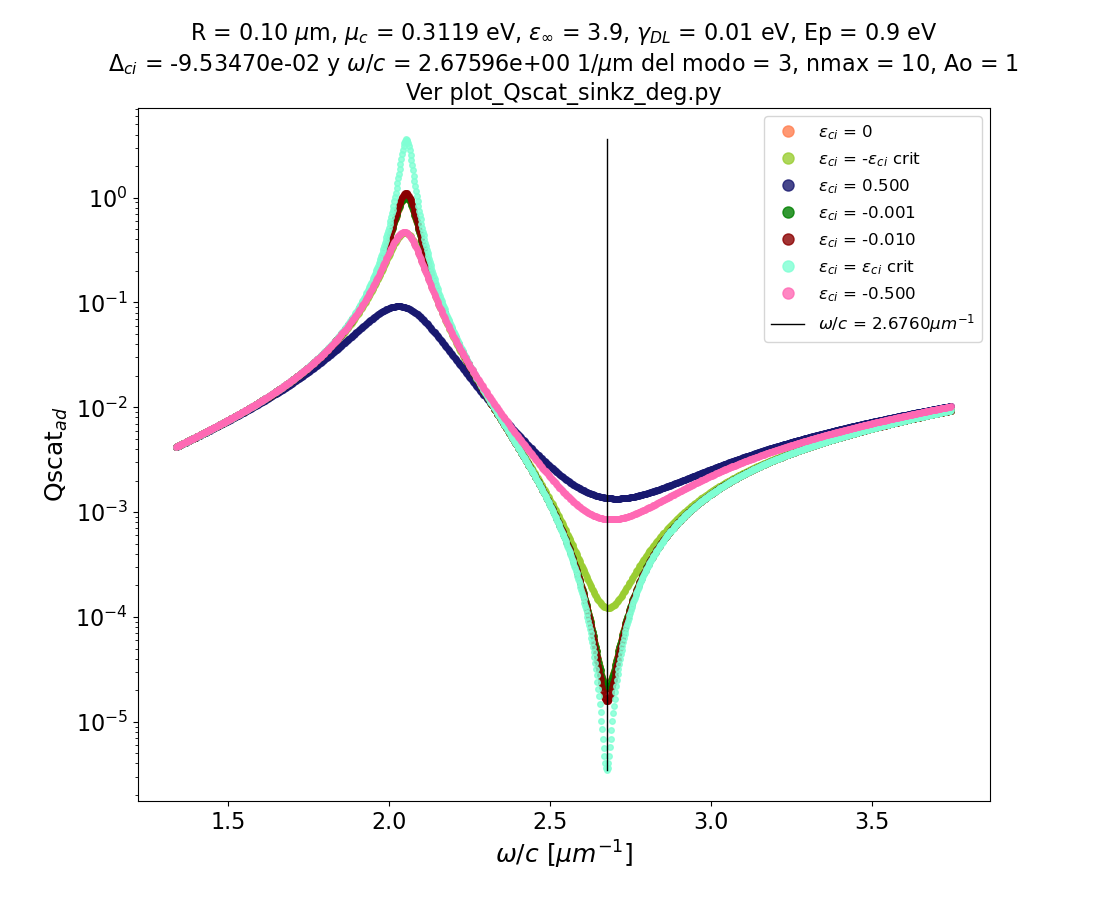 R = 0.10 μm, μ_c = 0.3119 eV, ε_∞ = 3.9, γ_DL = 0.01 eV, Ep = 0.9 eV
Δ_ci = -9.53470e-02 y ω/c = 2.67596e+00 1/μm del modo = 3, nmax = 10, Ao = 1
Ver plot_Qscat_sinkz_deg.py
ε_ci = 0
ε_ci = -ε_ci crit
ε_ci = 0.500
ε_ci = -0.001
ε_ci = -0.010
ε_ci = ε_ci crit
ε_ci = -0.500
ω/c = 2.6760μm⁻¹
Qscat_ad
10⁰
10⁻¹
10⁻²
10⁻³
10⁻⁴
10⁻⁵
1.5 2.0 2.5 3.0 3.5
ω/c [μm⁻¹]